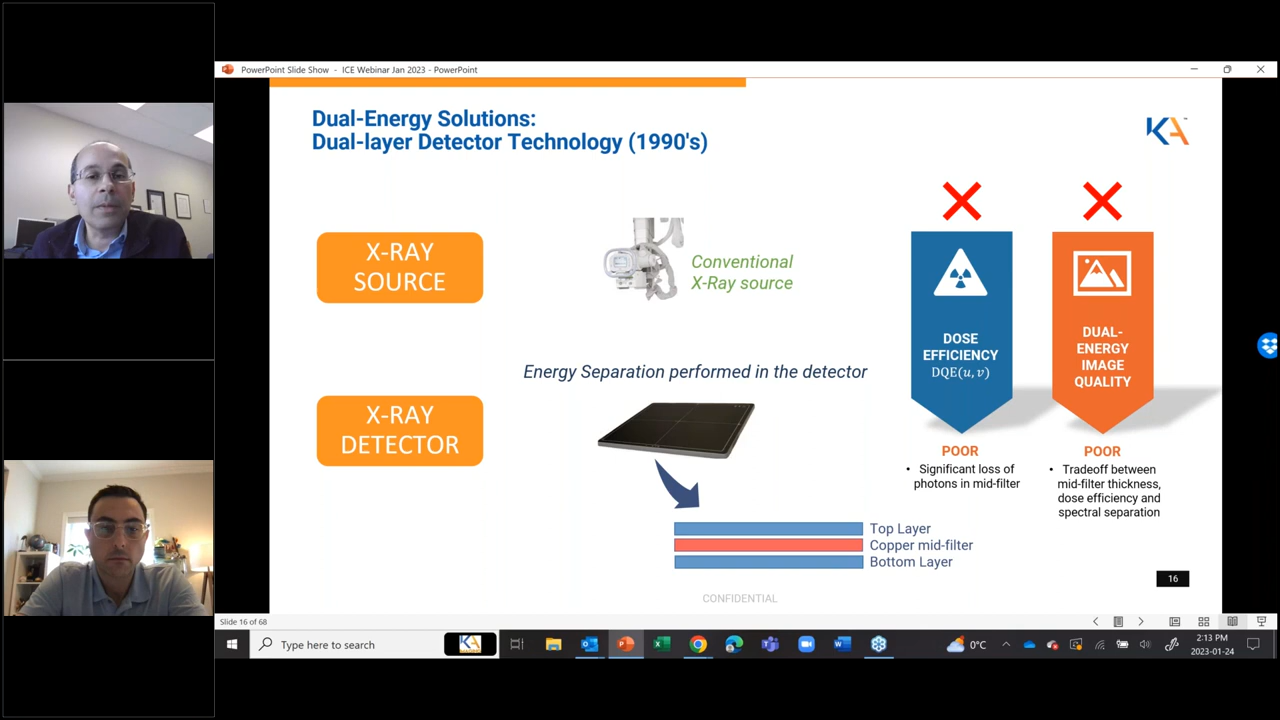 PowerPoint Slide Show - ICE Webinar Jan 2023 - PowerPoint
Dual-Energy Solutions:
Dual-layer Detector Technology (1990's)
KA
X-RAY
SOURCE
Conventional
X-Ray source
Energy Separation performed in the detector
X-RAY
DETECTOR
Top Layer
Copper mid-filter
Bottom Layer
DOSE
EFFICIENCY
DQE(u, v)
POOR
• Significant loss of
photons in mid-filter
DUAL-
ENERGY
IMAGE
QUALITY
POOR
• Tradeoff between
mid-filter thickness,
dose efficiency and
spectral separation
16
CONFIDENTIAL
Slide 16 of 68
Type here to search
KA
0°C
2:13 PM
2023-01-24